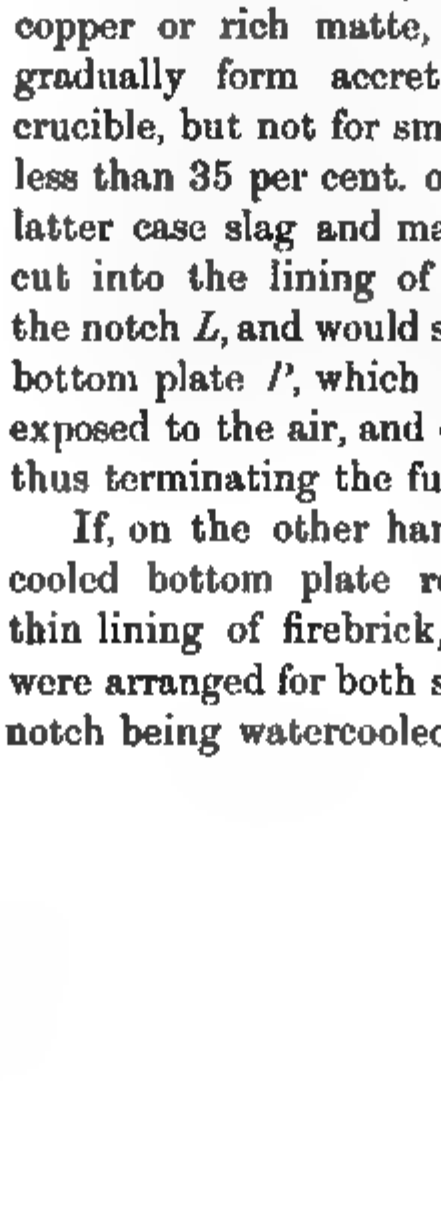 copper or rich matte,
gradually form accret
crucible, but not for sm
less than 35 per cent. o
latter case slag and ma
cut into the lining of
the notch L, and would s
bottom plate P, which
exposed to the air, and
thus terminating the fu
If, on the other har
cooled bottom plate re
thin lining of firebrick,
were arranged for both s
notch being watercooled